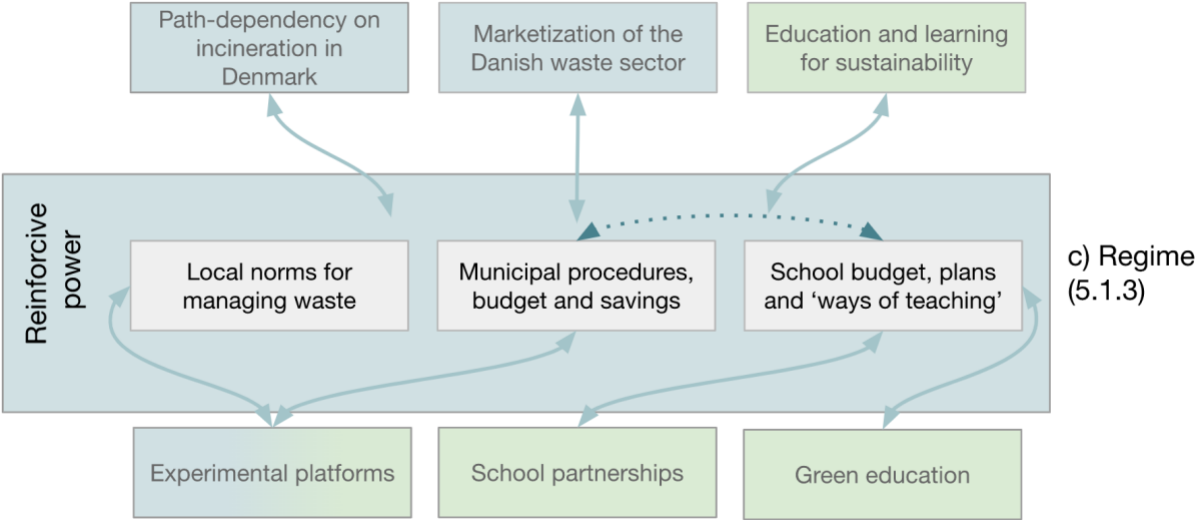 Path-dependency on
incineration in
Denmark
Marketization of the
Danish waste sector
Education and learning
for sustainability
Reinforcive
power
Local norms for
managing waste
Municipal procedures,
budget and savings
School budget, plans
and ‘ways of teaching’
c) Regime
(5.1.3)
Experimental platforms
School partnerships
Green education